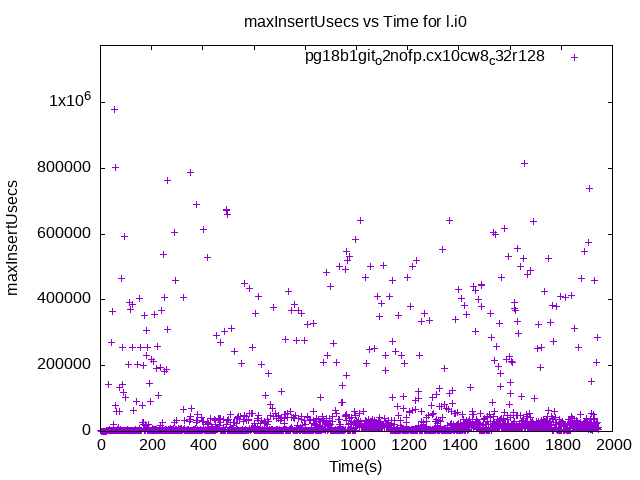 maxInsertUsecs vs Time for l.i0
pg18b1git_o2nofp.cx10cw8_c32r128
maxInsertUsecs
1x10^6
800000
600000
400000
200000
0
0 200 400 600 800 1000 1200 1400 1600 1800 2000
Time(s)